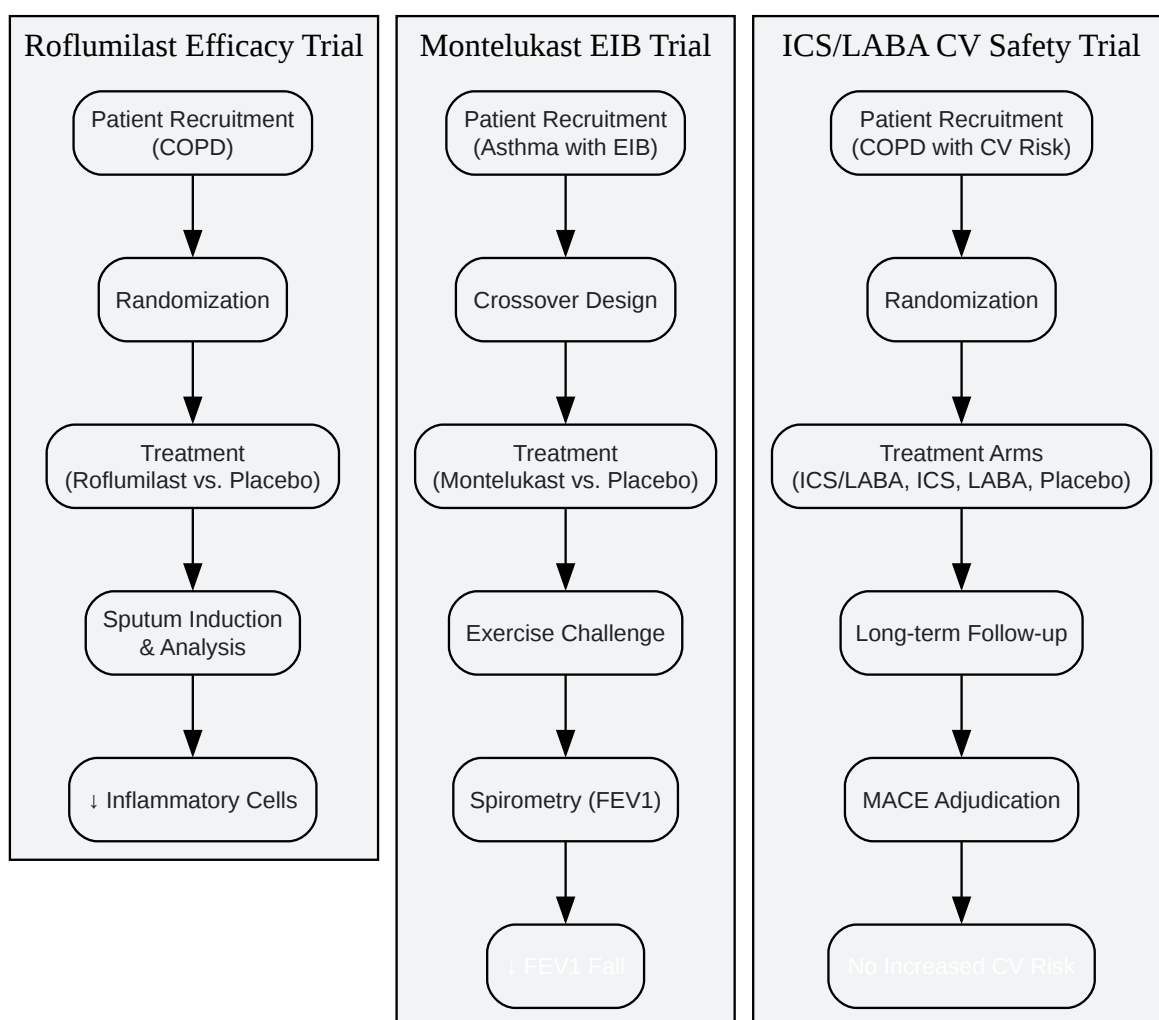 Roflumilast Efficacy Trial
Patient Recruitment
(COPD)
Randomization
Treatment
(Roflumilast vs. Placebo)
Sputum Induction
& Analysis
↓ Inflammatory Cells
Montelukast EIB Trial
Patient Recruitment
(Asthma with EIB)
Crossover Design
Treatment
(Montelukast vs. Placebo)
Exercise Challenge
Spirometry (FEV1)
↓ FEV1 Fall
ICS/LABA CV Safety Trial
Patient Recruitment
(COPD with CV Risk)
Randomization
Treatment Arms
(ICS/LABA, ICS, LABA, Placebo)
Long-term Follow-up
MACE Adjudication
No Increased CV Risk